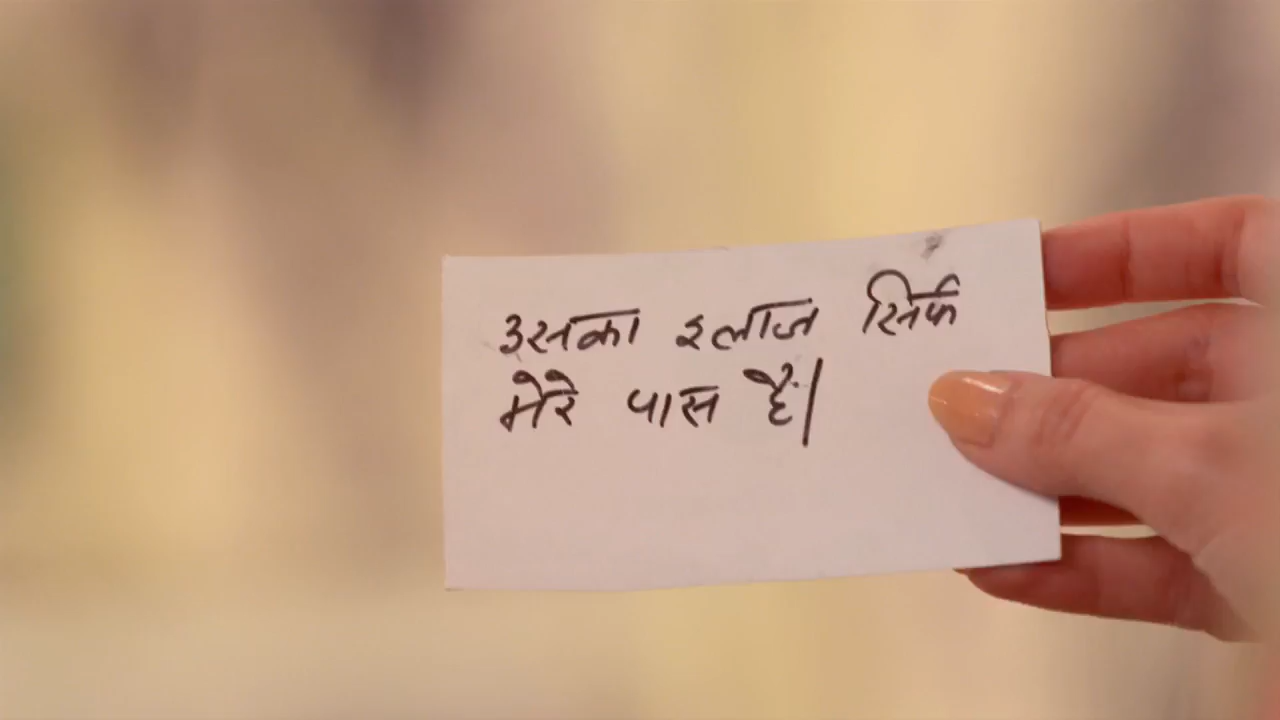 उसका इलाज सिर्फ
मेरे पास हैं।